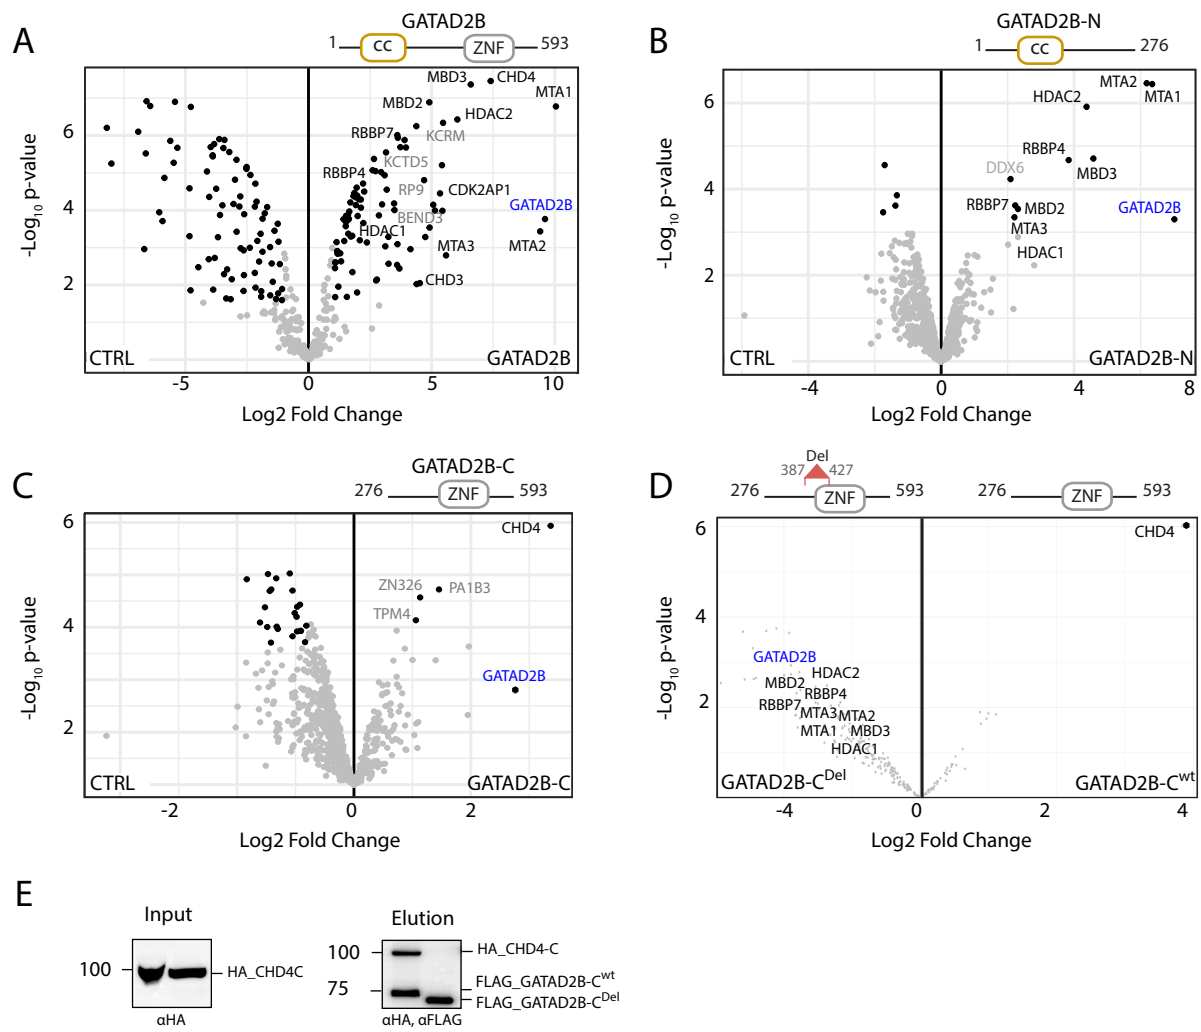 A
GATAD2B
1
CC
ZNF
593
MBD3
CHD4
MTA1
MBD2
HDAC2
RBBP7
KCRM
KCTD5
RBBP4
RP9
CDK2AP1
GATAD2B
BEND3
HDAC1
MTA3
MTA2
CHD3
CTRL
GATAD2B
6
4
2
-Log10 p-value
-5
0
5
10
Log2 Fold Change
B
GATAD2B-N
1
CC
276
MTA2
HDAC2
MTA1
RBBP4
MBD3
DDX6
RBBP7
MBD2
GATAD2B
MTA3
HDAC1
CTRL
GATAD2B-N
6
4
2
-Log10 p-value
-4
0
4
8
Log2 Fold Change
C
GATAD2B-C
276
ZNF
593
CHD4
ZN326
PA1B3
TPM4
GATAD2B
CTRL
GATAD2B-C
6
4
2
-Log10 p-value
-2
0
2
Log2 Fold Change
D
Del
387
427
276
ZNF
593
276
ZNF
593
CHD4
GATAD2B
HDAC2
MBD2
RBBP4
RBBP7
MTA3
MTA2
MTA1
MBD3
HDAC1
GATAD2B-CDel
GATAD2B-Cwt
6
4
2
-Log10 p-value
-4
0
2
4
Log2 Fold Change
E
Input
100
HA_CHD4C
αHA
Elution
100
HA_CHD4-C
75
FLAG_GATAD2B-Cwt
FLAG_GATAD2B-CDel
αHA, αFLAG